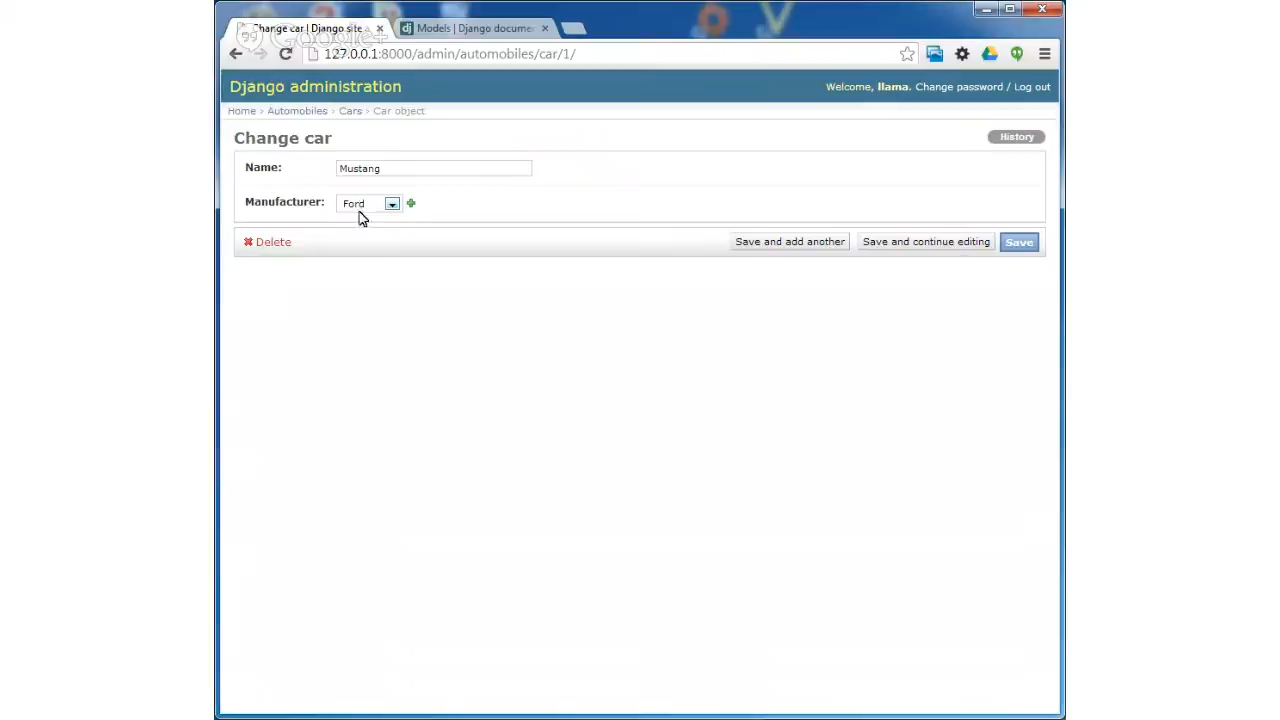 Change car | Django site a
Models | Django docume
Google+
127.0.0.1:8000/admin/automobiles/car/1/
Django administration
Welcome, llama. Change password / Log out
Home › Automobiles › Cars › Car object
Change car
History
Name:
Mustang
Manufacturer:
Ford
Delete
Save and add another
Save and continue editing
Save